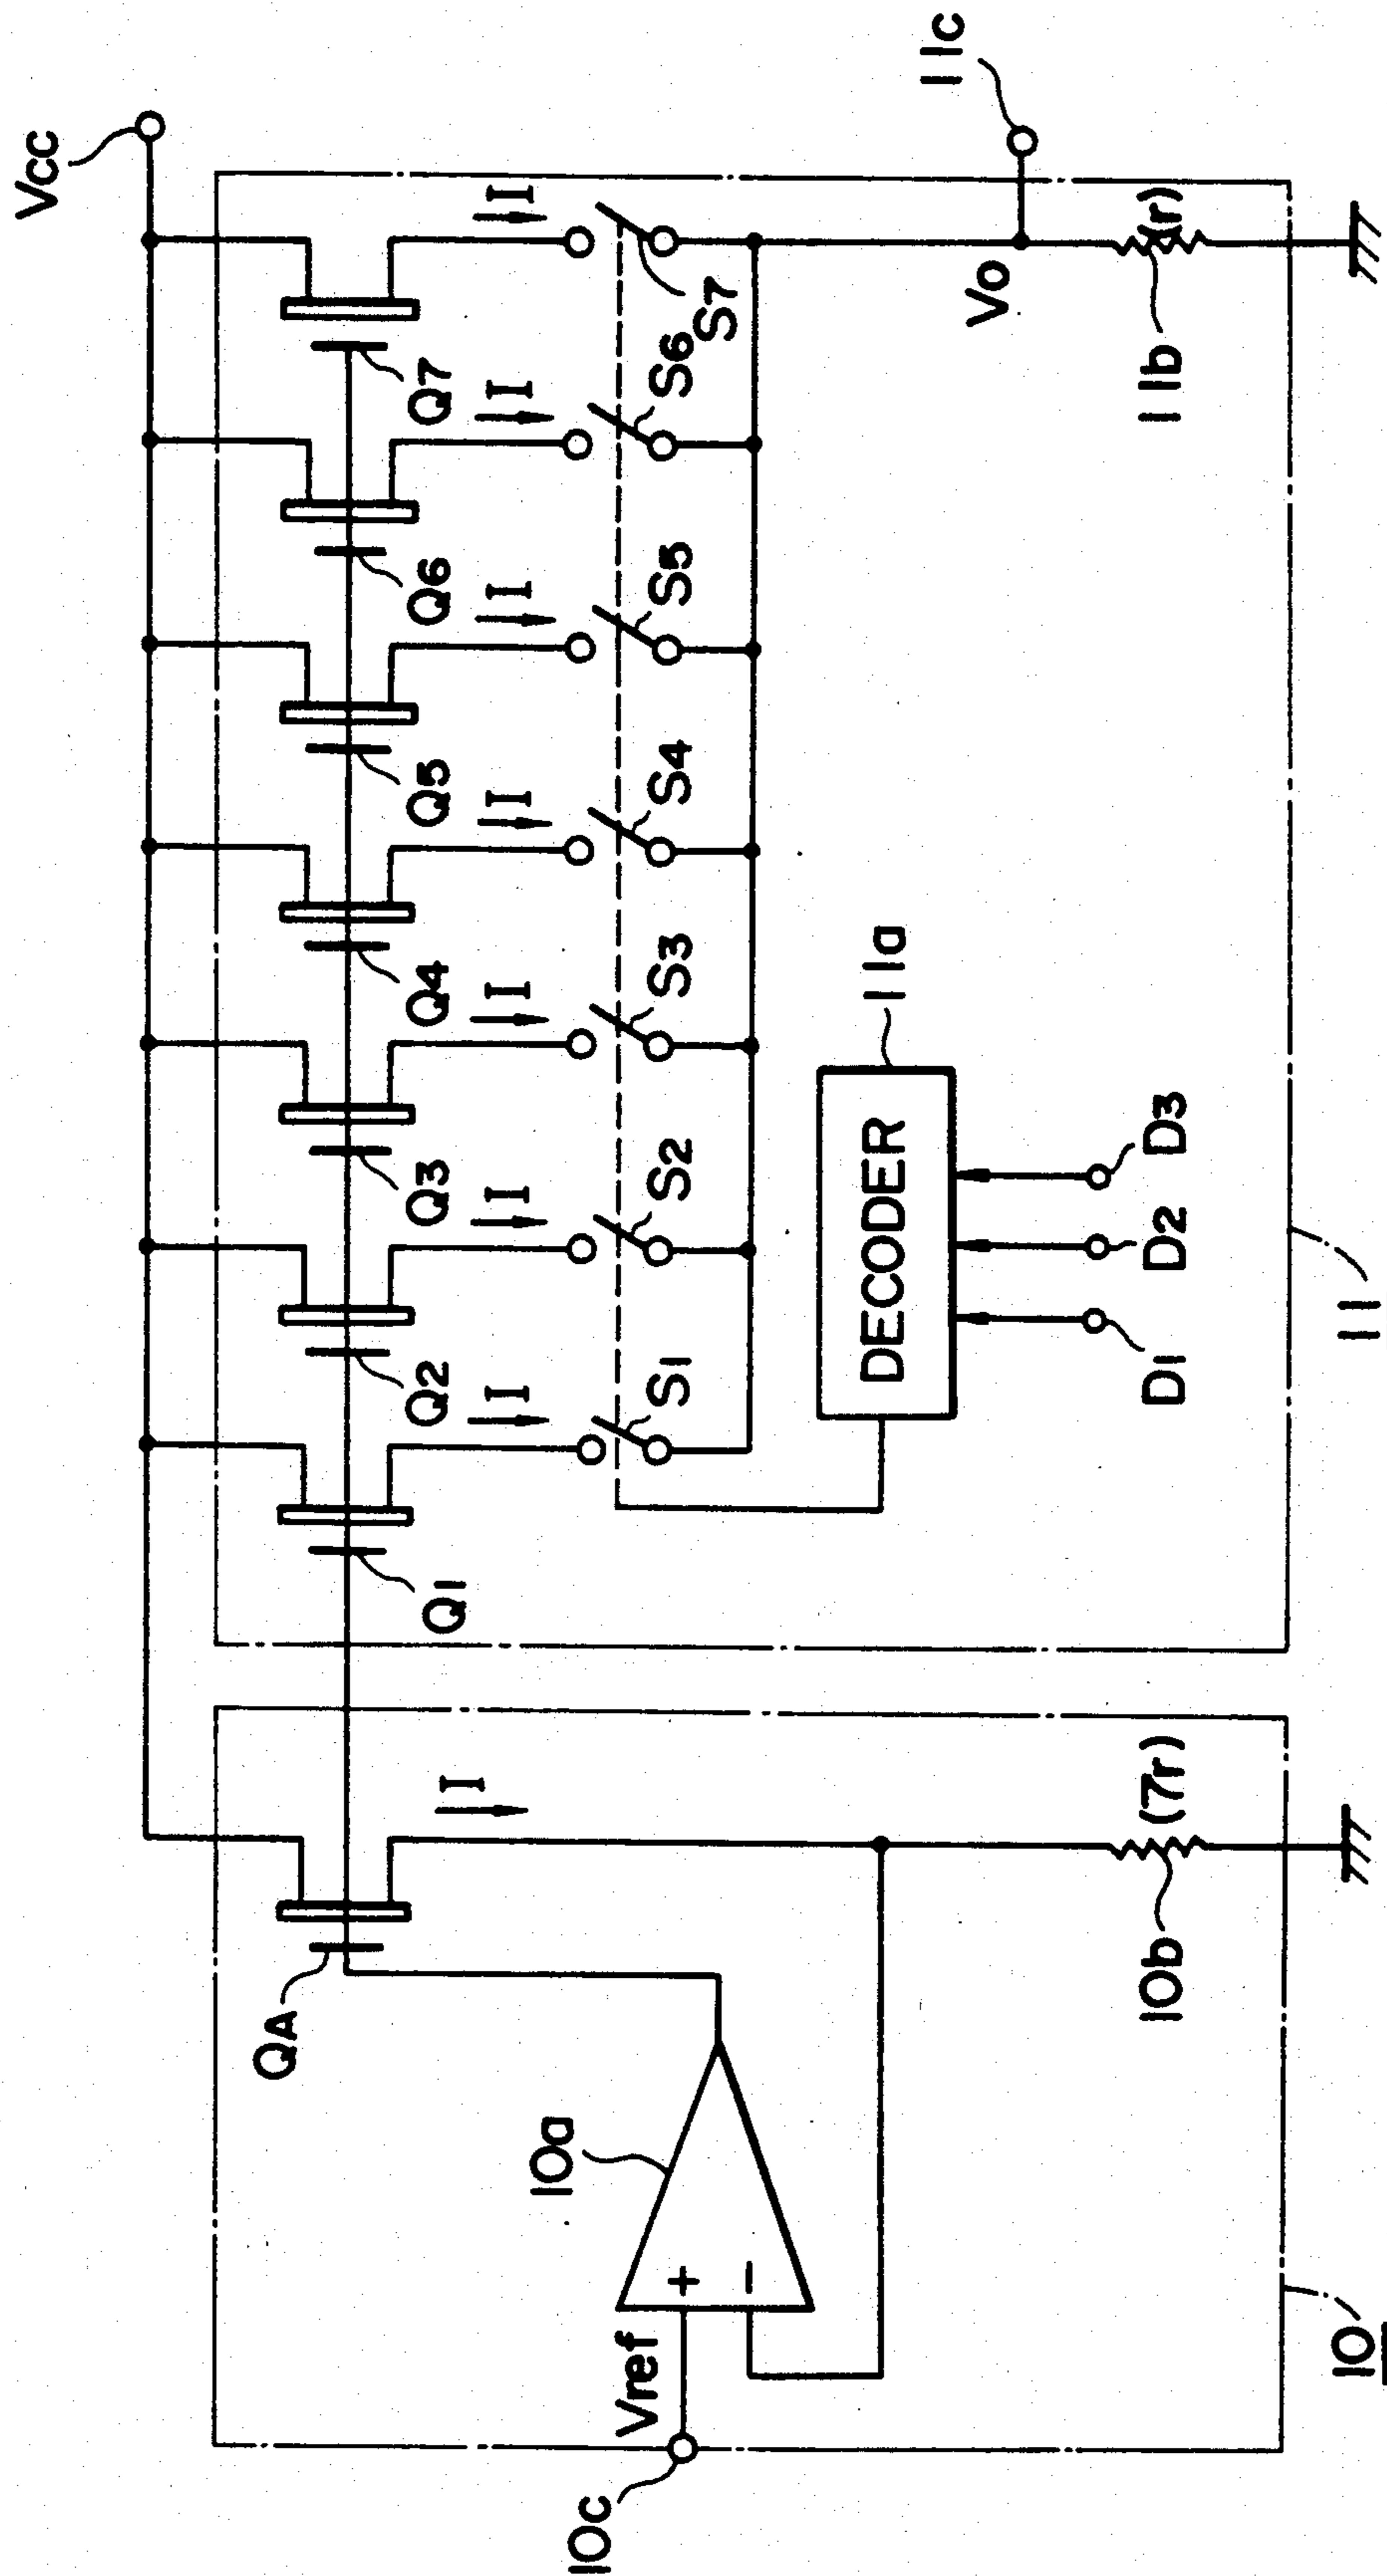 Vcc
QA
Q1
Q2
Q3
Q4
Q5
Q6
Q7
I
I
I
I
I
I
I
I
S1
S2
S3
S4
S5
S6
S7
10a
+
−
Vref
10c
10b
(7r)
10
DECODER
11a
D1
D2
D3
Vo
11c
11b
(r)
11